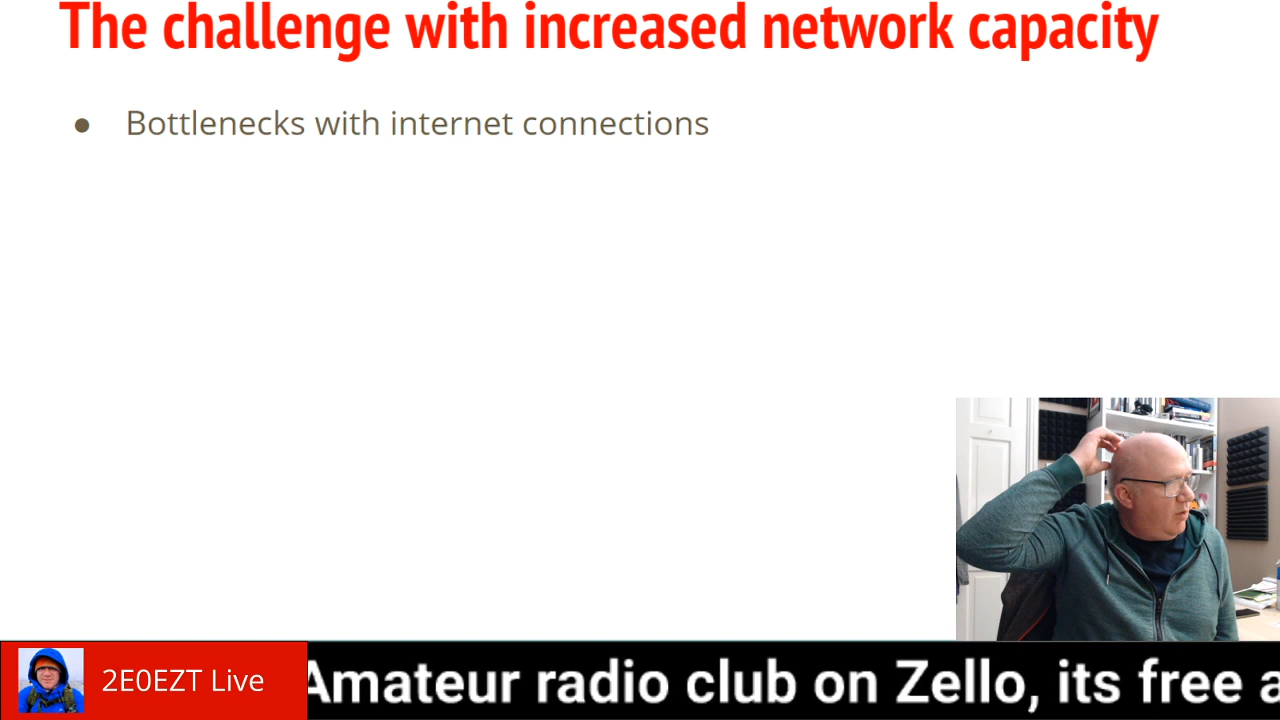 The challenge with increased network capacity
● Bottlenecks with internet connections
2E0EZT Live
Amateur radio club on Zello, its free a